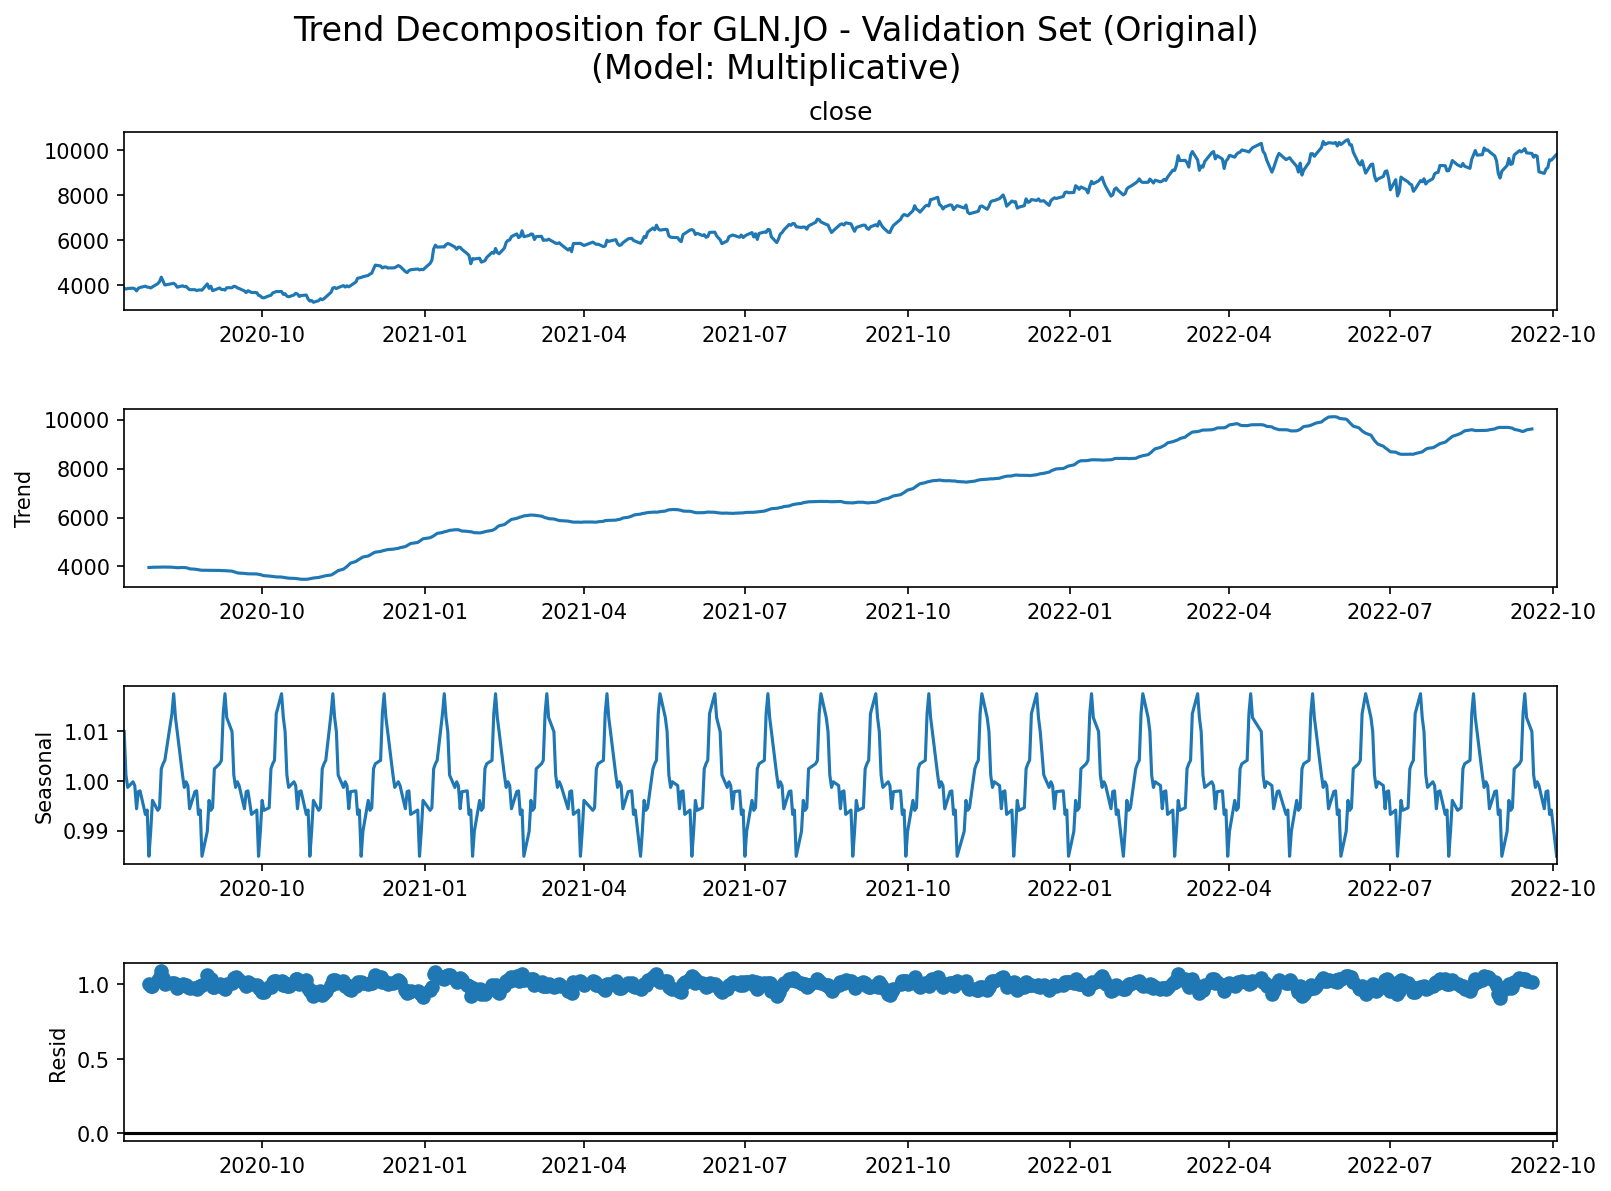 Trend Decomposition for GLN.JO - Validation Set (Original)
(Model: Multiplicative)
close
10000
8000
6000
4000
2020-10 2021-01 2021-04 2021-07 2021-10 2022-01 2022-04 2022-07 2022-10
Trend
10000
8000
6000
4000
2020-10 2021-01 2021-04 2021-07 2021-10 2022-01 2022-04 2022-07 2022-10
Seasonal
1.01
1.00
0.99
2020-10 2021-01 2021-04 2021-07 2021-10 2022-01 2022-04 2022-07 2022-10
Resid
1.0
0.5
0.0
2020-10 2021-01 2021-04 2021-07 2021-10 2022-01 2022-04 2022-07 2022-10